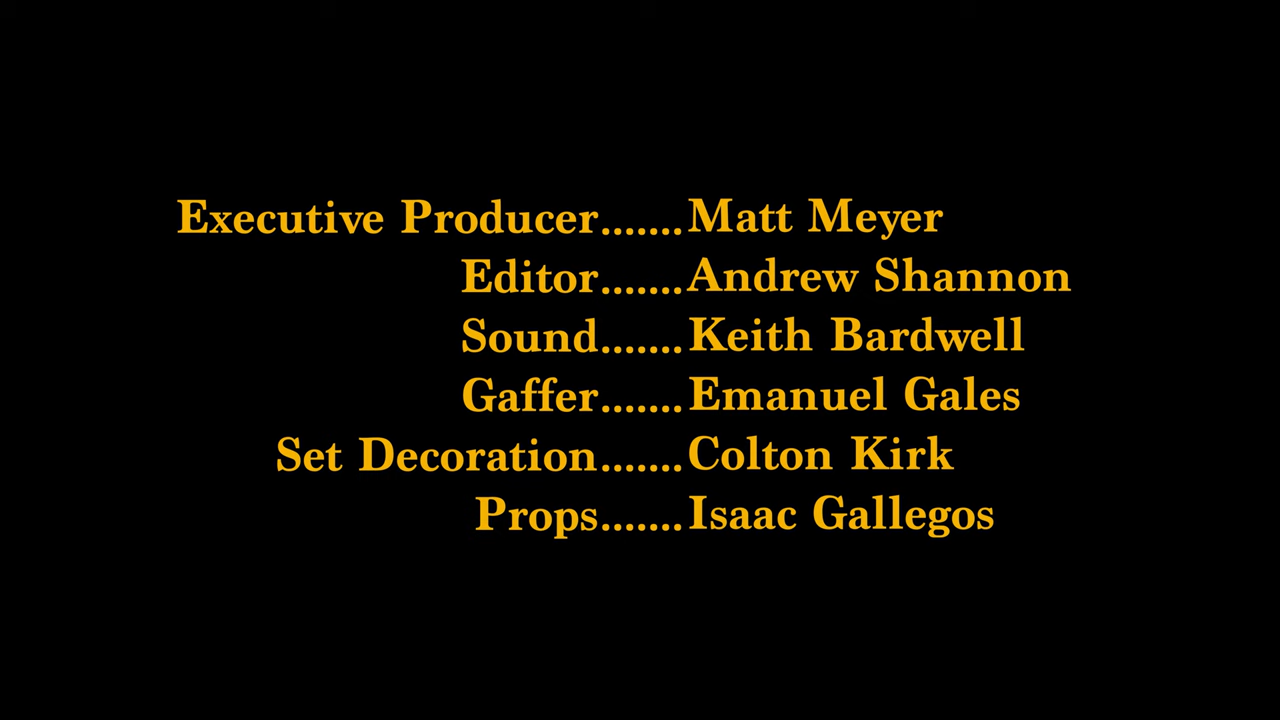 Executive Producer.......Matt Meyer
Editor.......Andrew Shannon
Sound.......Keith Bardwell
Gaffer.......Emanuel Gales
Set Decoration.......Colton Kirk
Props.......Isaac Gallegos